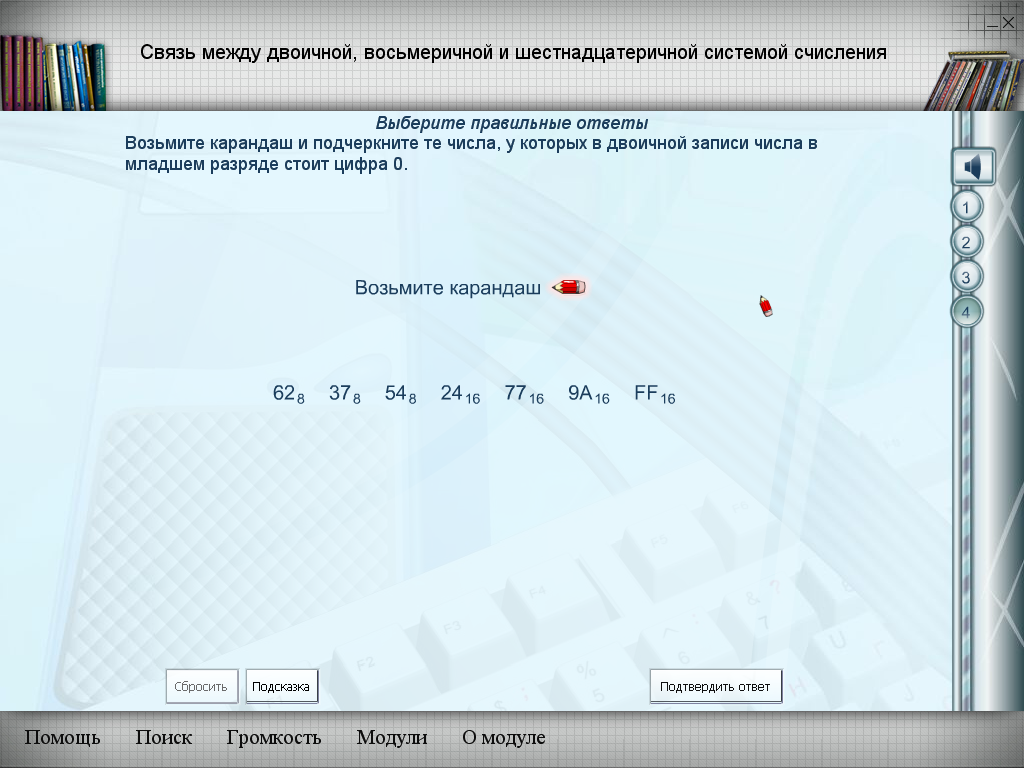 Связь между двоичной, восьмеричной и шестнадцатеричной системой счисления
Выберите правильные ответы
Возьмите карандаш и подчеркните те числа, у которых в двоичной записи числа в
младшем разряде стоит цифра 0.
1
2
3
4
Возьмите карандаш
62₈ 37₈ 54₈ 24₁₆ 77₁₆ 9A₁₆ FF₁₆
Сбросить Подсказка Подтвердить ответ
Помощь Поиск Громкость Модули О модуле